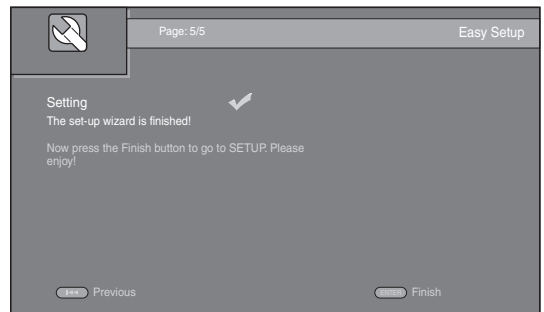 Page: 5/5
Easy Setup
Setting
The set-up wizard is finished!
Now press the Finish button to go to SETUP. Please
enjoy!
Previous
ENTER Finish